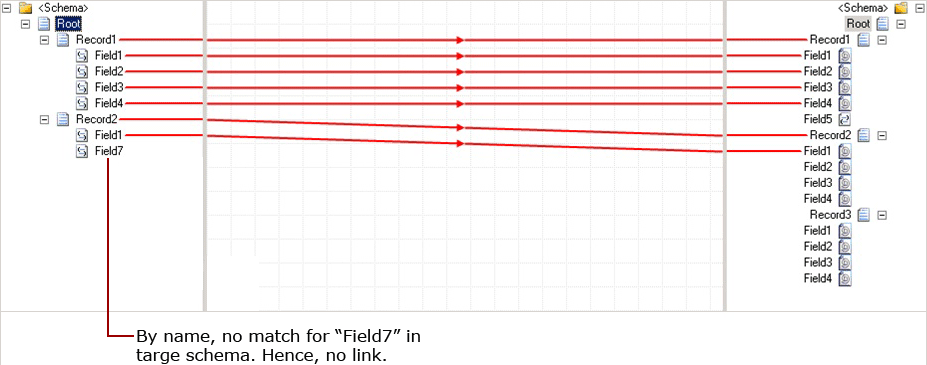 <Schema> <Schema>
Root Root
Record1 Record1
Field1 Field1
Field2 Field2
Field3 Field3
Field4 Field4
Record2 Field5
Field1 Record2
Field7 Field1
Field2
Field3
Field4
Record3
Field1
Field2
Field3
Field4
By name, no match for “Field7” in
targe schema. Hence, no link.